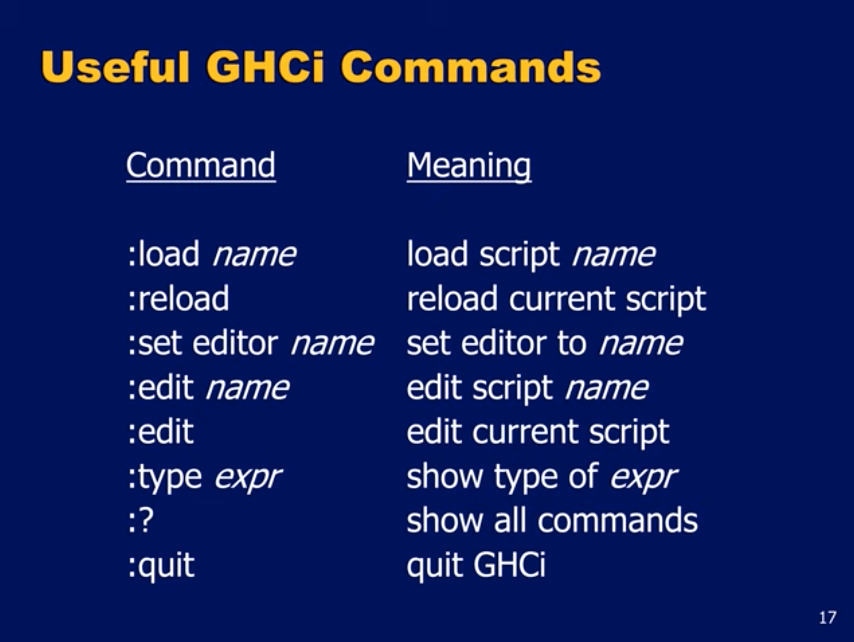 Useful GHCi Commands
Command Meaning
:load name load script name
:reload reload current script
:set editor name set editor to name
:edit name edit script name
:edit edit current script
:type expr show type of expr
:? show all commands
:quit quit GHCi
17